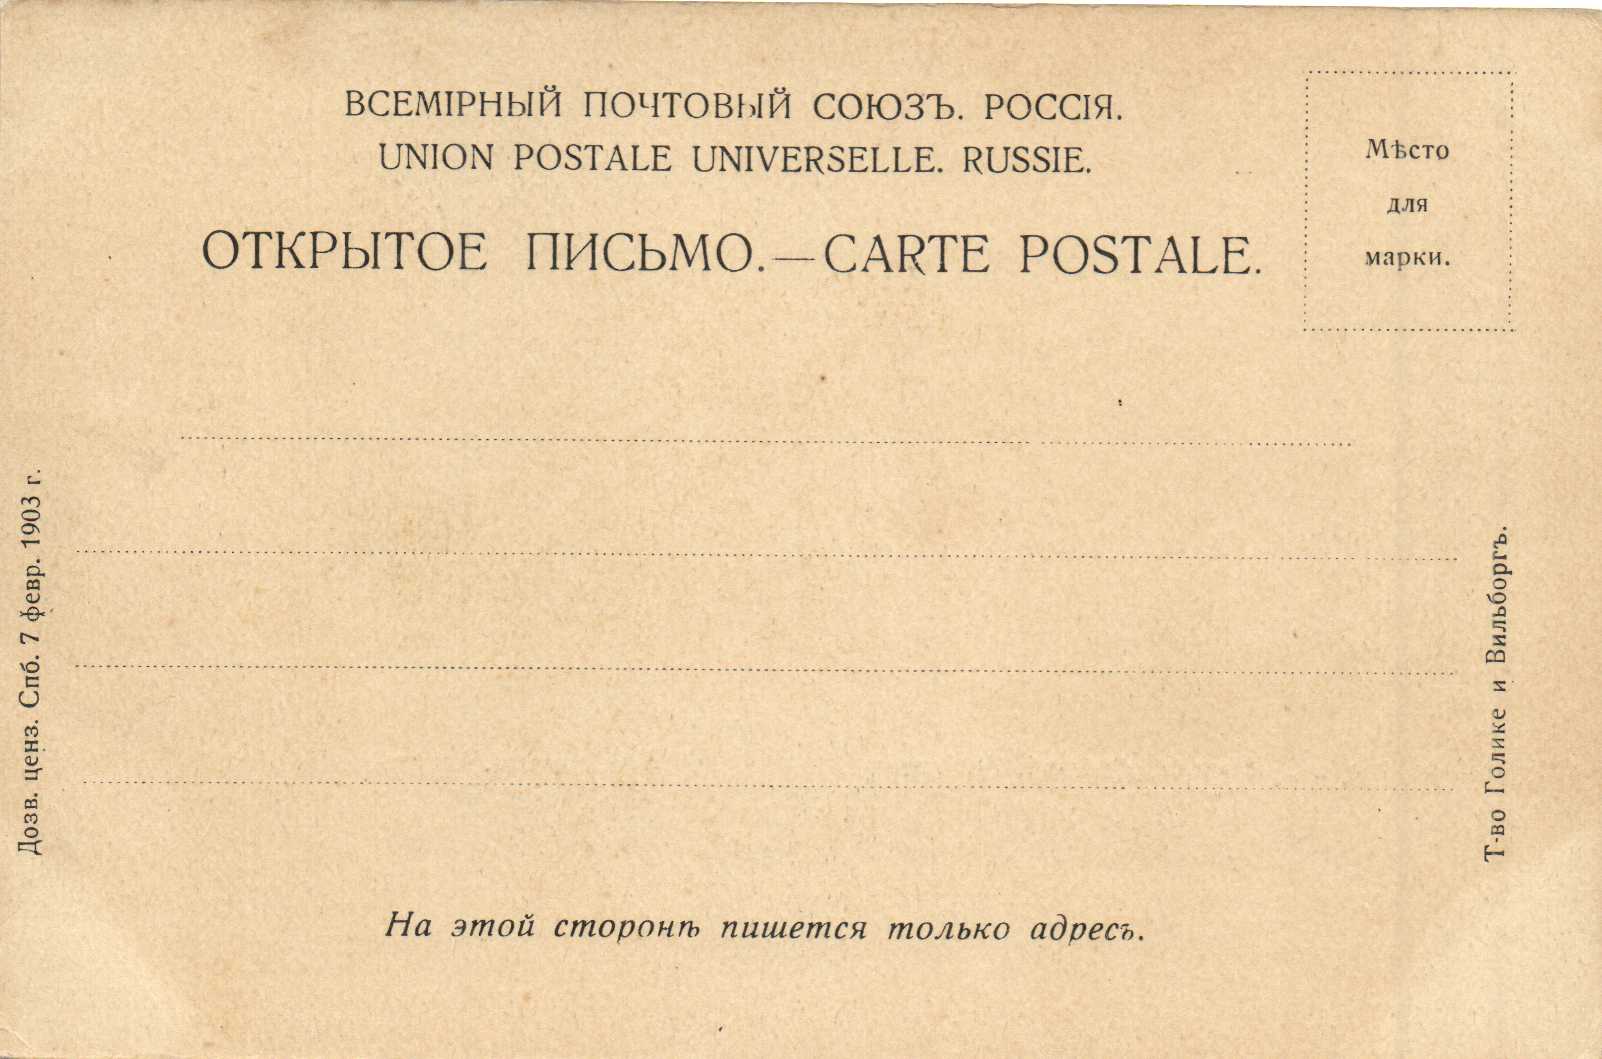 ВСЕМІРНЫЙ ПОЧТОВЫЙ СОЮЗЪ. РОССІЯ.
UNION POSTALE UNIVERSELLE. RUSSIE.
ОТКРЫТОЕ ПИСЬМО.—CARTE POSTALE.
Мѣсто
для
марки.
Дозв. ценз. Спб. 7 февр. 1903 г.
Т-во Голике и Вильборгъ.
На этой сторонѣ пишется только адресъ.